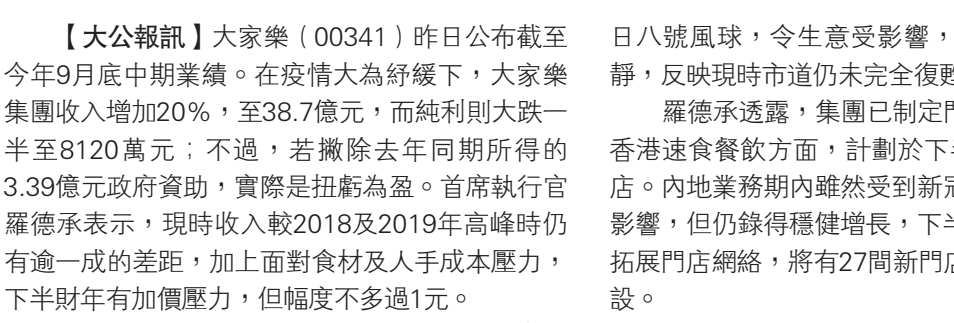 【大公報訊】大家樂（00341）昨日公布截至
今年9月底中期業績。在疫情大為紓緩下，大家樂
集團收入增加20%，至38.7億元，而純利則大跌一
半至8120萬元；不過，若撇除去年同期所得的
3.39億元政府資助，實際是扭虧為盈。首席執行官
羅德承表示，現時收入較2018及2019年高峰時仍
有逾一成的差距，加上面對食材及人手成本壓力，
下半財年有加價壓力，但幅度不多過1元。
日八號風球，令生意受影響，
靜，反映現時市道仍未完全復甦
羅德承透露，集團已制定門
香港速食餐飲方面，計劃於下半
店。內地業務期內雖然受到新冠
影響，但仍錄得穩健增長，下半
拓展門店網絡，將有27間新門店
設。